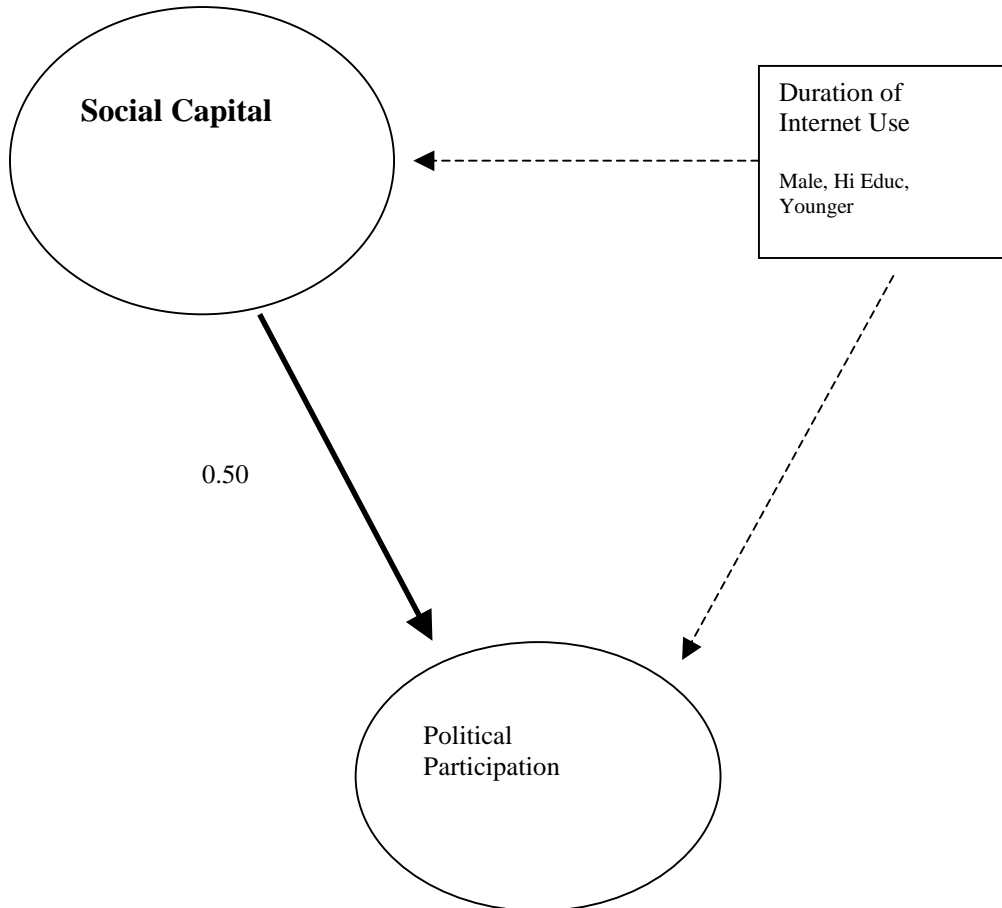 Social Capital
Duration of
Internet Use
Male, Hi Educ,
Younger
0.50
Political
Participation